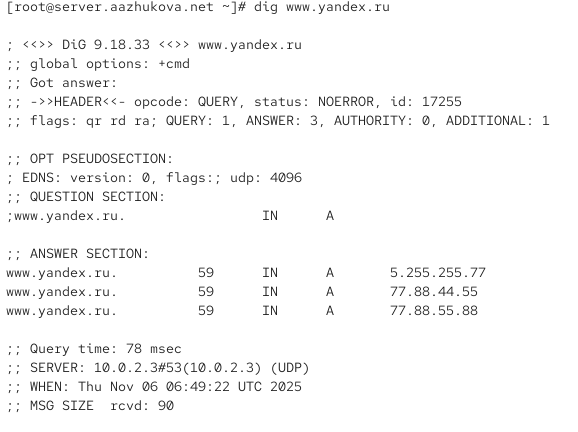 [root@server.aazhukova.net ~]# dig www.yandex.ru
; <<>> DiG 9.18.33 <<>> www.yandex.ru
;; global options: +cmd
;; Got answer:
;; ->>HEADER<<- opcode: QUERY, status: NOERROR, id: 17255
;; flags: qr rd ra; QUERY: 1, ANSWER: 3, AUTHORITY: 0, ADDITIONAL: 1
;; OPT PSEUDOSECTION:
; EDNS: version: 0, flags:; udp: 4096
;; QUESTION SECTION:
;www.yandex.ru. IN A
;; ANSWER SECTION:
www.yandex.ru. 59 IN A 5.255.255.77
www.yandex.ru. 59 IN A 77.88.44.55
www.yandex.ru. 59 IN A 77.88.55.88
;; Query time: 78 msec
;; SERVER: 10.0.2.3#53(10.0.2.3) (UDP)
;; WHEN: Thu Nov 06 06:49:22 UTC 2025
;; MSG SIZE  rcvd: 90